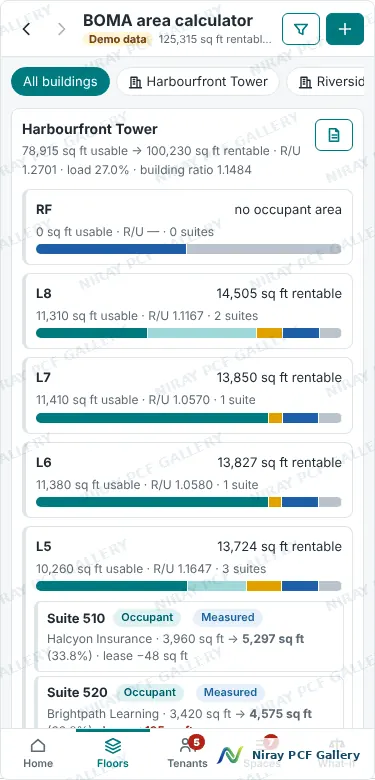 BOMA area calculator
Demo data 125,315 sq ft rentabl...
All buildings Harbourfront Tower Riversid
Harbourfront Tower
78,915 sq ft usable → 100,230 sq ft rentable · R/U
1.2701 · load 27.0% · building ratio 1.1484
RF no occupant area
0 sq ft usable · R/U — · 0 suites
L8 14,505 sq ft rentable
11,310 sq ft usable · R/U 1.1167 · 2 suites
L7 13,850 sq ft rentable
11,410 sq ft usable · R/U 1.0570 · 1 suite
L6 13,827 sq ft rentable
11,380 sq ft usable · R/U 1.0580 · 1 suite
L5 13,724 sq ft rentable
10,260 sq ft usable · R/U 1.1647 · 3 suites
Suite 510 Occupant Measured
Halcyon Insurance · 3,960 sq ft → 5,297 sq ft
(33.8%) · lease −48 sq ft
Suite 520 Occupant Measured
Brightpath Learning · 3,420 sq ft → 4,575 sq ft
Home Floors Tenants 5 Spaces 7 What if
Niray PCF Gallery
NIRAY PCF GALLERY